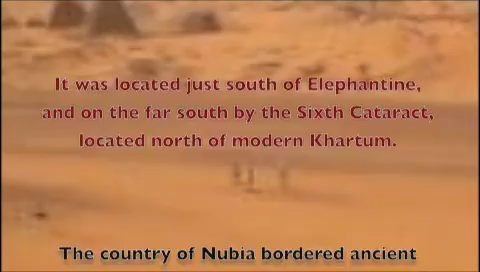 It was located just south of Elephantine,
and on the far south by the Sixth Cataract,
located north of modern Khartum.
The country of Nubia bordered ancient